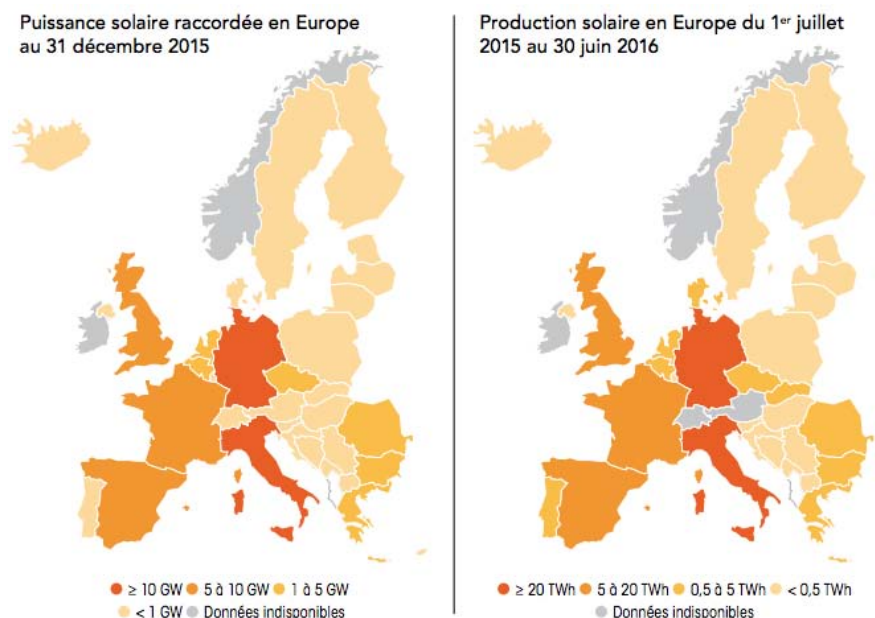 Puissance solaire raccordée en Europe
au 31 décembre 2015
≥ 10 GW 5 à 10 GW 1 à 5 GW
< 1 GW Données indisponibles
Production solaire en Europe du 1er juillet
2015 au 30 juin 2016
≥ 20 TWh 5 à 20 TWh 0,5 à 5 TWh < 0,5 TWh
Données indisponibles